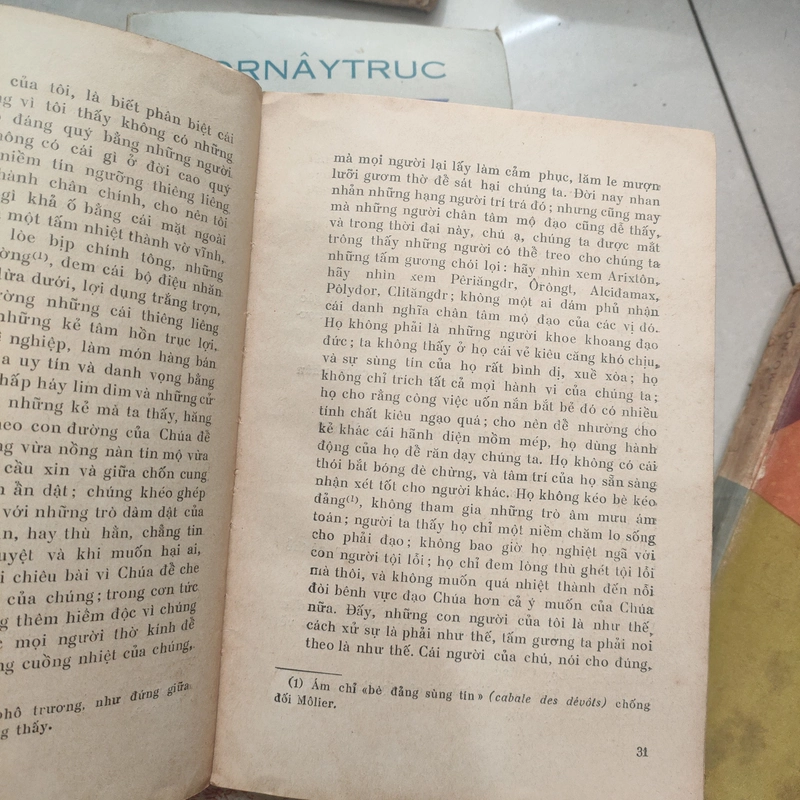 ORNÂYTRUC
của tôi, là biết phân biệt cái
vì tôi thấy không có những
đáng quý bằng những người
không có cái gì ở đời cao quý
niềm tín ngưỡng thiêng liêng
hành chân chính, cho nên tôi
gì khả ố bằng cái mặt ngoài
một tấm nhiệt thành vờ vĩnh,
lòe bịp chính tông, những
ờng(1), đem cái bộ điệu nhăn
lừa dưới, lợi dụng trắng trợn,
ường những cái thiêng liêng
những kẻ tâm hồn trục lợi,
nghiệp, làm món hàng bán
a uy tín và danh vọng bằng
hấp háy lim dim và những cử
những kẻ mà ta thấy, hăng
heo con đường của Chúa để
ng vừa nồng nàn tin mộ vừa
cầu xin và giữa chốn cung
n ẩn dật; chúng khéo ghép
với những trò dâm dật của
n, hay thù hằn, chẳng tin
uyệt và khi muốn hại ai,
i chiêu bài vì Chúa để che
của chúng; trong cơn tức
g thêm hiểm độc vì chúng
c mọi người thờ kính để
ng cuồng nhiệt của chúng,
phô trương, như đứng giữa
g thấy.
mà mọi người lại lấy làm cảm phục, lăm le mượn
lưỡi gươm thờ để sát hại chúng ta. Đời nay nhan
nhản những hạng người trí trá đó; nhưng cũng may
mà những người chân tâm mộ đạo cũng dễ thấy,
và trong thời đại này, chú ạ, chúng ta được mắt
trông thấy những người có thể treo cho chúng ta
những tấm gương chói lọi: hãy nhìn xem Arixtôn,
hãy nhìn xem Pêriăngdr, Ôrôngt, Alcidamax,
Pôlydor, Clităngdr; không một ai dám phủ nhận
cái danh nghĩa chân tâm mộ đạo của các vị đó.
Họ không phải là những người khoe khoang đạo
đức; ta không thấy ở họ cái vẻ kiêu căng khó chịu,
và sự sùng tín của họ rất bình dị, xuề xòa; họ
không chỉ trích tất cả mọi hành vi của chúng ta;
họ cho rằng công việc uốn nắn bắt bẻ đó có nhiều
tính chất kiêu ngạo quá; cho nên để nhường cho
kẻ khác cái hãnh diện mồm mép, họ dùng hành
động của họ để răn dạy chúng ta. Họ không có cái
thói bắt bóng đè chừng, và tâm trí của họ sẵn sàng
nhận xét tốt cho người khác. Họ không kéo bè kéo
đảng(1), không tham gia những trò âm mưu ám
toán; người ta thấy họ chỉ một niềm chăm lo sống
cho phải đạo; không bao giờ họ nghiệt ngã với
con người tội lỗi; họ chỉ đem lòng thù ghét tội lỗi
mà thôi, và không muốn quá nhiệt thành đến nỗi
đòi bênh vực đạo Chúa hơn cả ý muốn của Chúa
nữa. Đấy, những con người của tôi là như thế,
cách xử sự là phải như thế, tấm gương ta phải noi
theo là như thế. Cái người của chú, nói cho đúng,
(1) Ám chỉ «bè đảng sùng tín» (cabale des dévôts) chống
đối Môlier.
31